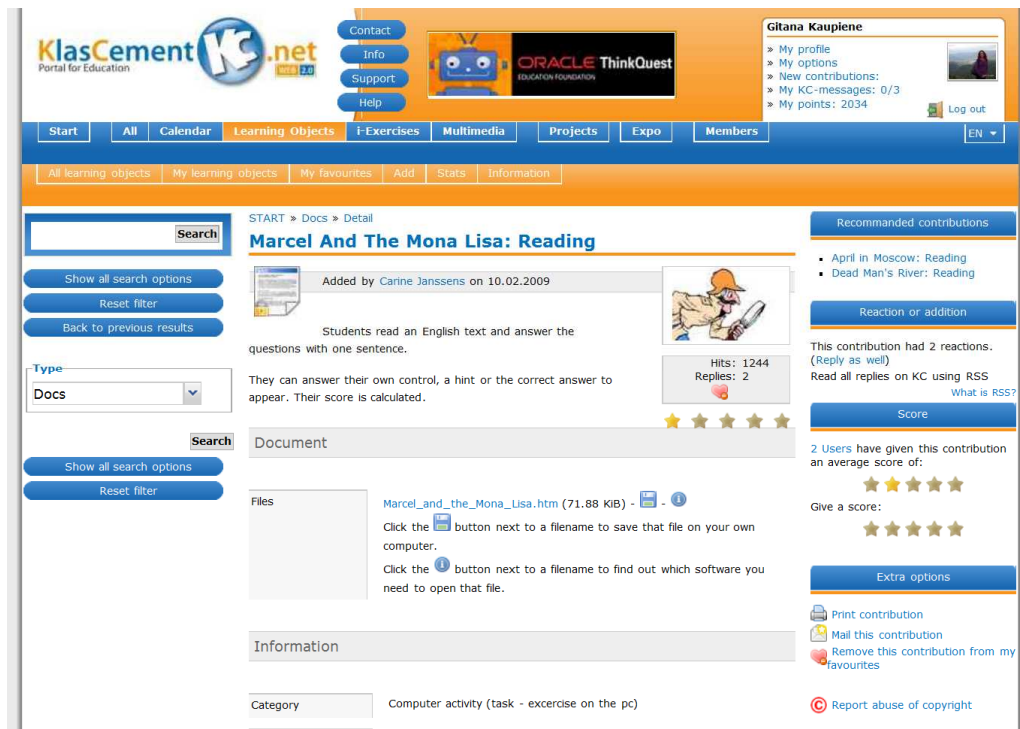 KlasCement KC .net
Portal for Education
WEB 2.0
Contact
Info
Support
Help
ORACLE ThinkQuest
EDUCATION FOUNDATION
Gitana Kaupiene
» My profile
» My options
» New contributions:
» My KC-messages: 0/3
» My points: 2034
Log out
Start All Calendar Learning Objects i-Exercises Multimedia Projects Expo Members EN
All learning objects My learning objects My favourites Add Stats Information
Search
Show all search options
Reset filter
Back to previous results
Type
Docs
Search
Show all search options
Reset filter
START » Docs » Detail
Marcel And The Mona Lisa: Reading
Added by Carine Janssens on 10.02.2009
Students read an English text and answer the
questions with one sentence.
They can answer their own control, a hint or the correct answer to
appear. Their score is calculated.
Hits: 1244
Replies: 2
Document
Files
Marcel_and_the_Mona_Lisa.htm (71.88 KiB) - -
Click the button next to a filename to save that file on your own
computer.
Click the button next to a filename to find out which software you
need to open that file.
Information
Category
Computer activity (task - excercise on the pc)
Recommanded contributions
April in Moscow: Reading
Dead Man's River: Reading
Reaction or addition
This contribution had 2 reactions.
(Reply as well)
Read all replies on KC using RSS
What is RSS?
Score
2 Users have given this contribution
an average score of:
Give a score:
Extra options
Print contribution
Mail this contribution
Remove this contribution from my
favourites
Report abuse of copyright